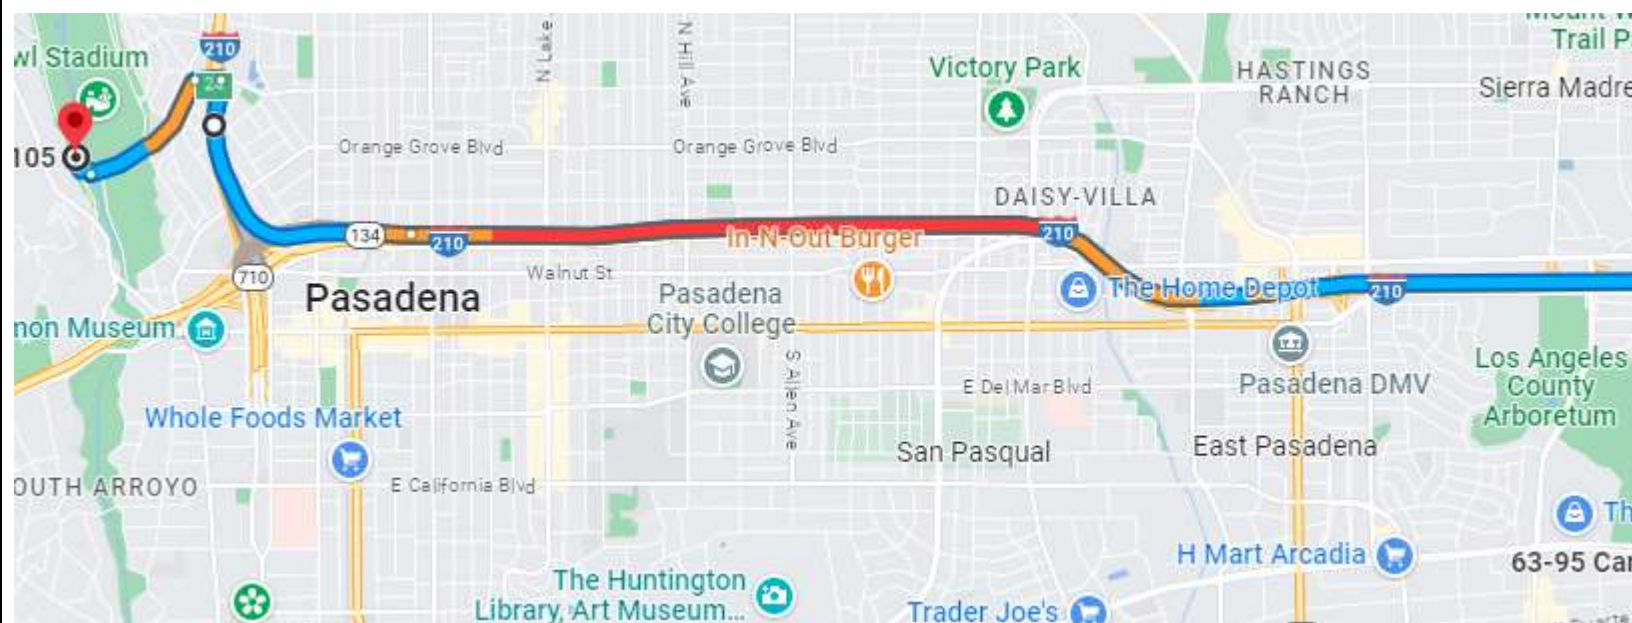 Mount W
Trail P
210
wl Stadium
N Lake
N Hill Ave
Victory Park
HASTINGS
RANCH
Sierra Madre
105
Orange Grove Blvd
Orange Grove Blvd
DAISY-VILLA
134
210
In-N-Out Burger
210
710
Walnut St
Pasadena
Pasadena
City College
The Home Depot
210
non Museum
S Allen Ave
E Del Mar Blvd
Pasadena DMV
Los Angeles
County
Arboretum
Whole Foods Market
San Pasqual
East Pasadena
OUTH ARROYO
E California Blvd
Th
H Mart Arcadia
63-95 Car
The Huntington
Library, Art Museum...
Trader Joe's